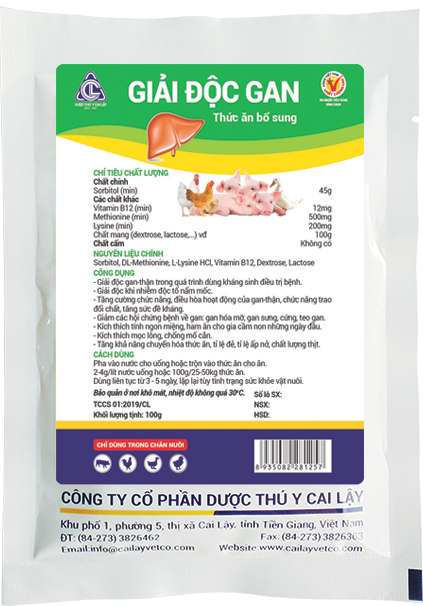 DƯỢC THÚ Y CAI LẬY
GIẢI ĐỘC GAN
Thức ăn bổ sung
CHỈ TIÊU CHẤT LƯỢNG
Chất chính
Sorbitol (min) 45g
Các chất khác
Vitamin B12 (min) 12mg
Methionine (min) 500mg
Lysine (min) 200mg
Chất mang (dextrose, lactose,...) vđ 100g
Chất cấm Không có
NGUYÊN LIỆU CHÍNH
Sorbitol, DL-Methionine, L-Lysine HCl, Vitamin B12, Dextrose, Lactose
CÔNG DỤNG
- Giải độc gan-thận trong quá trình dùng kháng sinh điều trị bệnh.
- Giải độc khi nhiễm độc tố nấm mốc.
- Tăng cường chức năng, điều hòa hoạt động của gan-thận, chức năng trao
đổi chất, tăng sức đề kháng.
- Giảm các hội chứng bệnh về gan: gan hóa mỡ, gan sưng, cứng, teo gan.
- Kích thích tính ngon miệng, ham ăn cho gia cầm non những ngày đầu.
- Kích thích mọc lông, chống mổ cắn.
- Tăng khả năng chuyển hóa thức ăn, tỉ lệ đẻ, tỉ lệ ấp nở, chất lượng thịt.
CÁCH DÙNG
Pha vào nước cho uống hoặc trộn vào thức ăn cho ăn.
2-4g/lít nước uống hoặc 100g/25-50kg thức ăn.
Dùng liên tục từ 3 - 5 ngày, lặp lại tùy tình trạng sức khỏe vật nuôi.
Bảo quản ở nơi khô mát, nhiệt độ không quá 30°C.
Số lô SX:
TCCS 01:2019/CL
NSX:
Khối lượng tịnh: 100g
HSD:
CHỈ DÙNG TRONG CHĂN NUÔI
8 935082 281257
CÔNG TY CỔ PHẦN DƯỢC THÚ Y CAI LẬY
Khu phố 1, phường 5, thị xã Cai Lậy, tỉnh Tiền Giang, Việt Nam
ĐT: (84-273) 3826462 Fax: (84-273) 3826363
Email:info@cailayvetco.com Website:www.cailayvetco.com